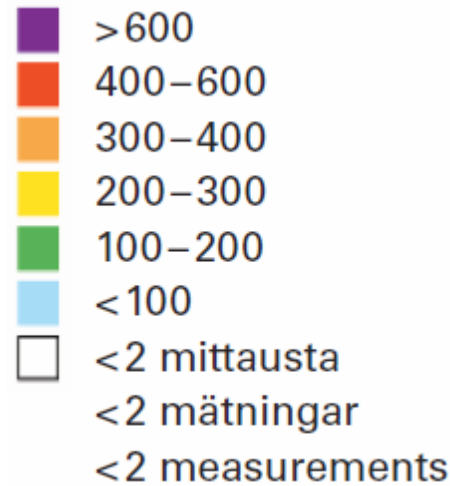 >600
400–600
300–400
200–300
100–200
<100
<2 mittausta
<2 mätningar
<2 measurements